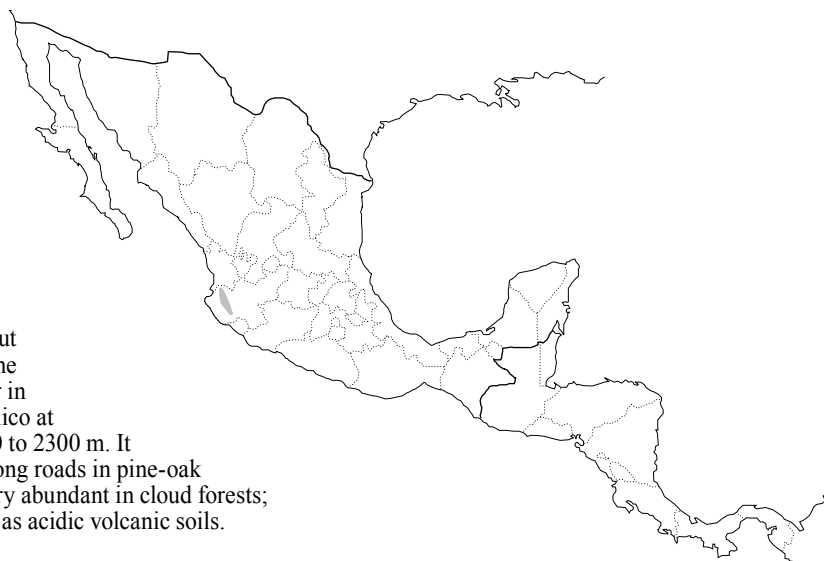 ut
he
r in
ico at
0 to 2300 m. It
ong roads in pine-oak
ry abundant in cloud forests;
as acidic volcanic soils.